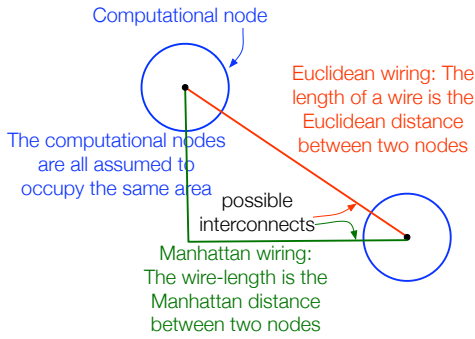 Computational node
Euclidean wiring: The
length of a wire is the
Euclidean distance
between two nodes
The computational nodes
are all assumed to
occupy the same area
possible
interconnects
Manhattan wiring:
The wire-length is the
Manhattan distance
between two nodes